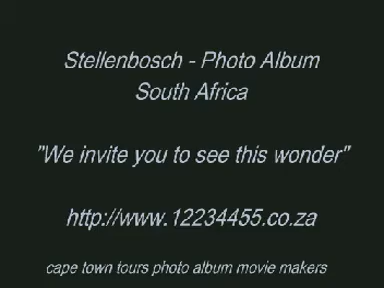 Stellenbosch - Photo Album
South Africa
"We invite you to see this wonder"
http://www.12234455.co.za
cape town tours photo album movie makers